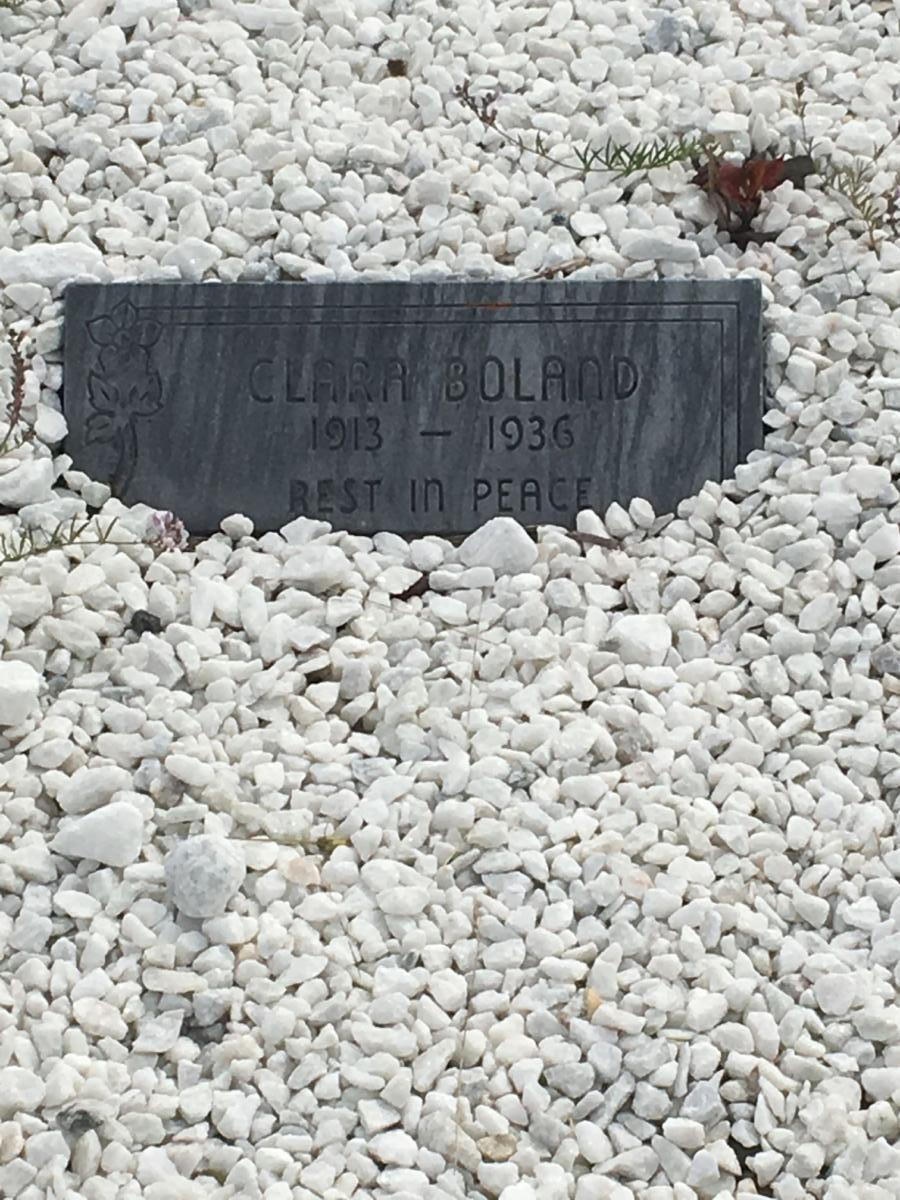 CLARA BOLAND
1913 — 1936
REST IN PEACE